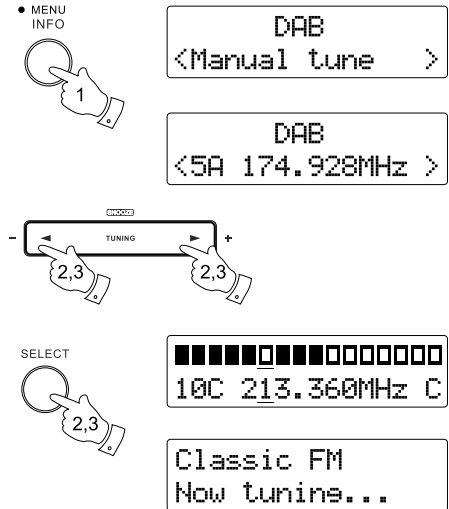 MENU
INFO
1
DAB
<Manual tune >
DAB
<5A 174.928MHz >
SNOOZE
- TUNING +
2,3 2,3
SELECT
2,3
10C 213.360MHz C
Classic FM
Now tuning...